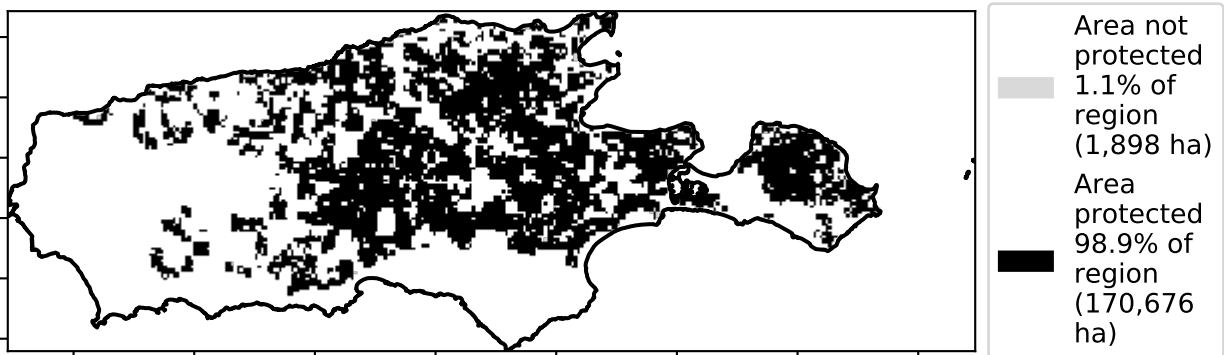 Area not
protected
1.1% of
region
(1,898 ha)
Area
protected
98.9% of
region
(170,676
ha)